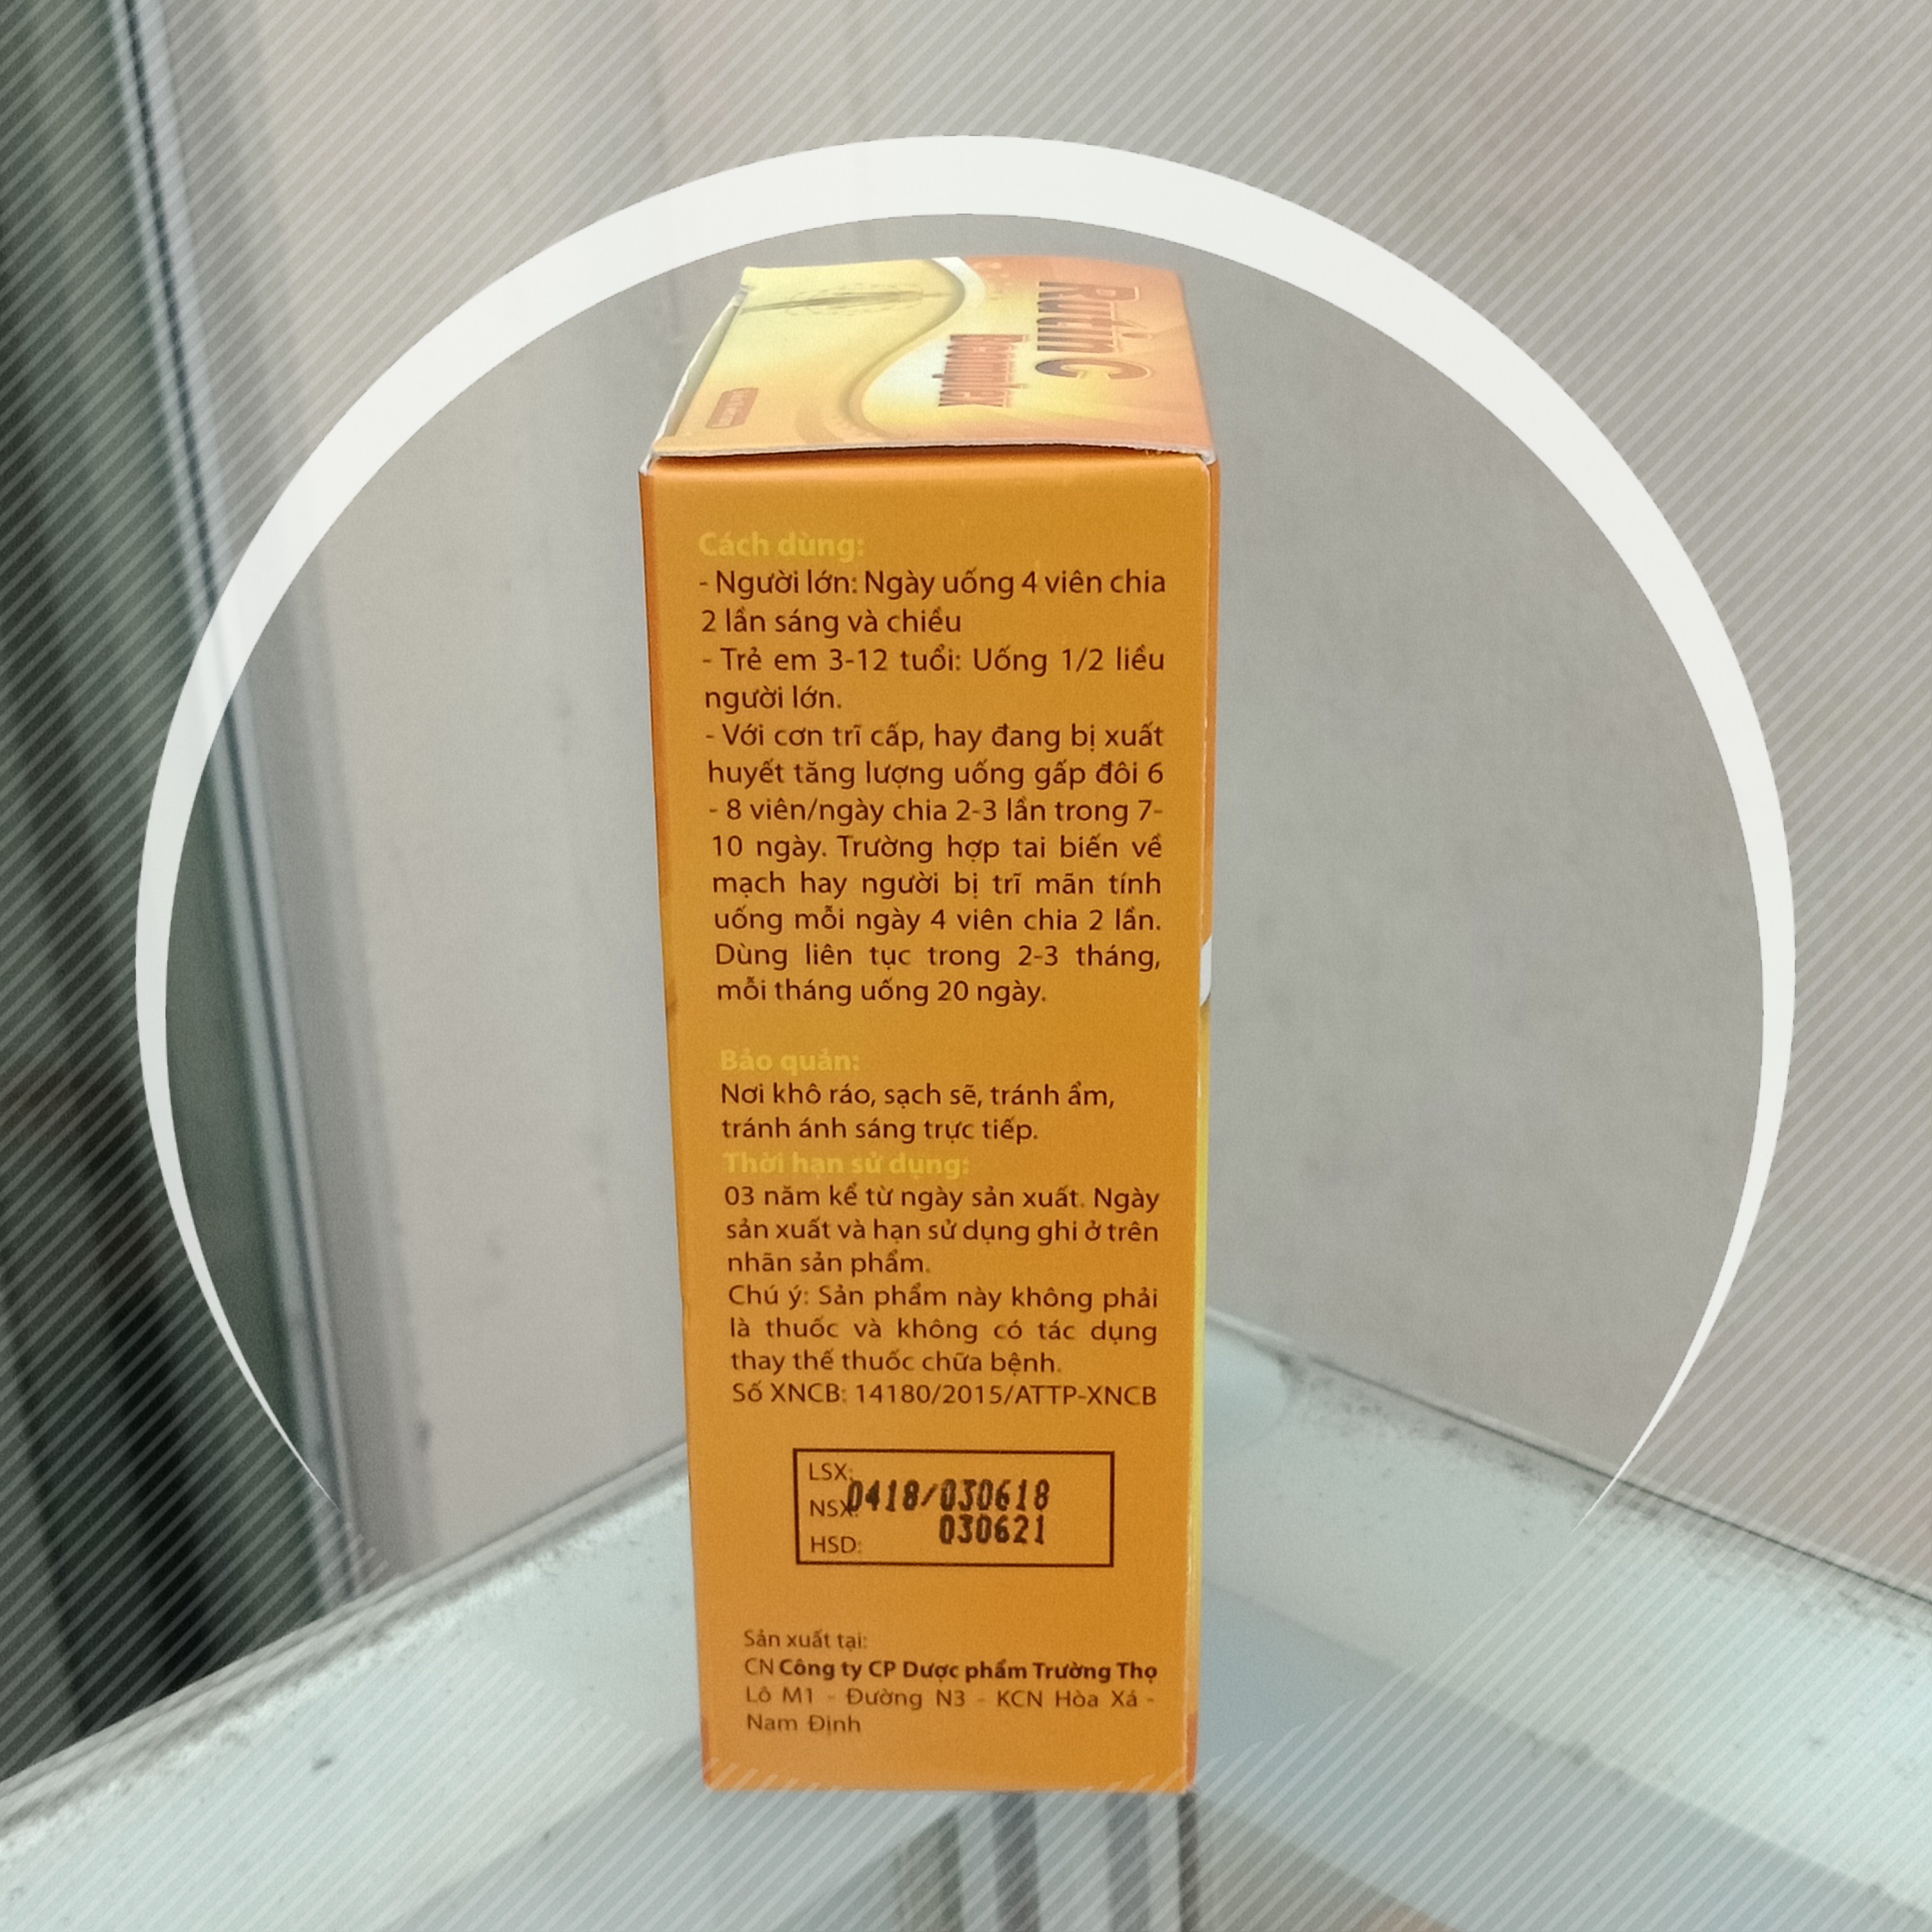 Rutin C
Cách dùng:
- Người lớn: Ngày uống 4 viên chia
2 lần sáng và chiều
- Trẻ em 3-12 tuổi: Uống 1/2 liều
người lớn.
- Với cơn trĩ cấp, hay đang bị xuất
huyết tăng lượng uống gấp đôi 6
- 8 viên/ngày chia 2-3 lần trong 7-
10 ngày. Trường hợp tai biến về
mạch hay người bị trĩ mãn tính
uống mỗi ngày 4 viên chia 2 lần.
Dùng liên tục trong 2-3 tháng,
mỗi tháng uống 20 ngày.
Bảo quản:
Nơi khô ráo, sạch sẽ, tránh ẩm,
tránh ánh sáng trực tiếp.
Thời hạn sử dụng:
03 năm kể từ ngày sản xuất. Ngày
sản xuất và hạn sử dụng ghi ở trên
nhãn sản phẩm.
Chú ý: Sản phẩm này không phải
là thuốc và không có tác dụng
thay thế thuốc chữa bệnh.
Số XNCB: 14180/2015/ATTP-XNCB
LSX:
NSX: 0418/030618
HSD: 030621
Sản xuất tại:
CN Công ty CP Dược phẩm Trường Thọ
Lô M1 - Đường N3 - KCN Hòa Xá -
Nam Định